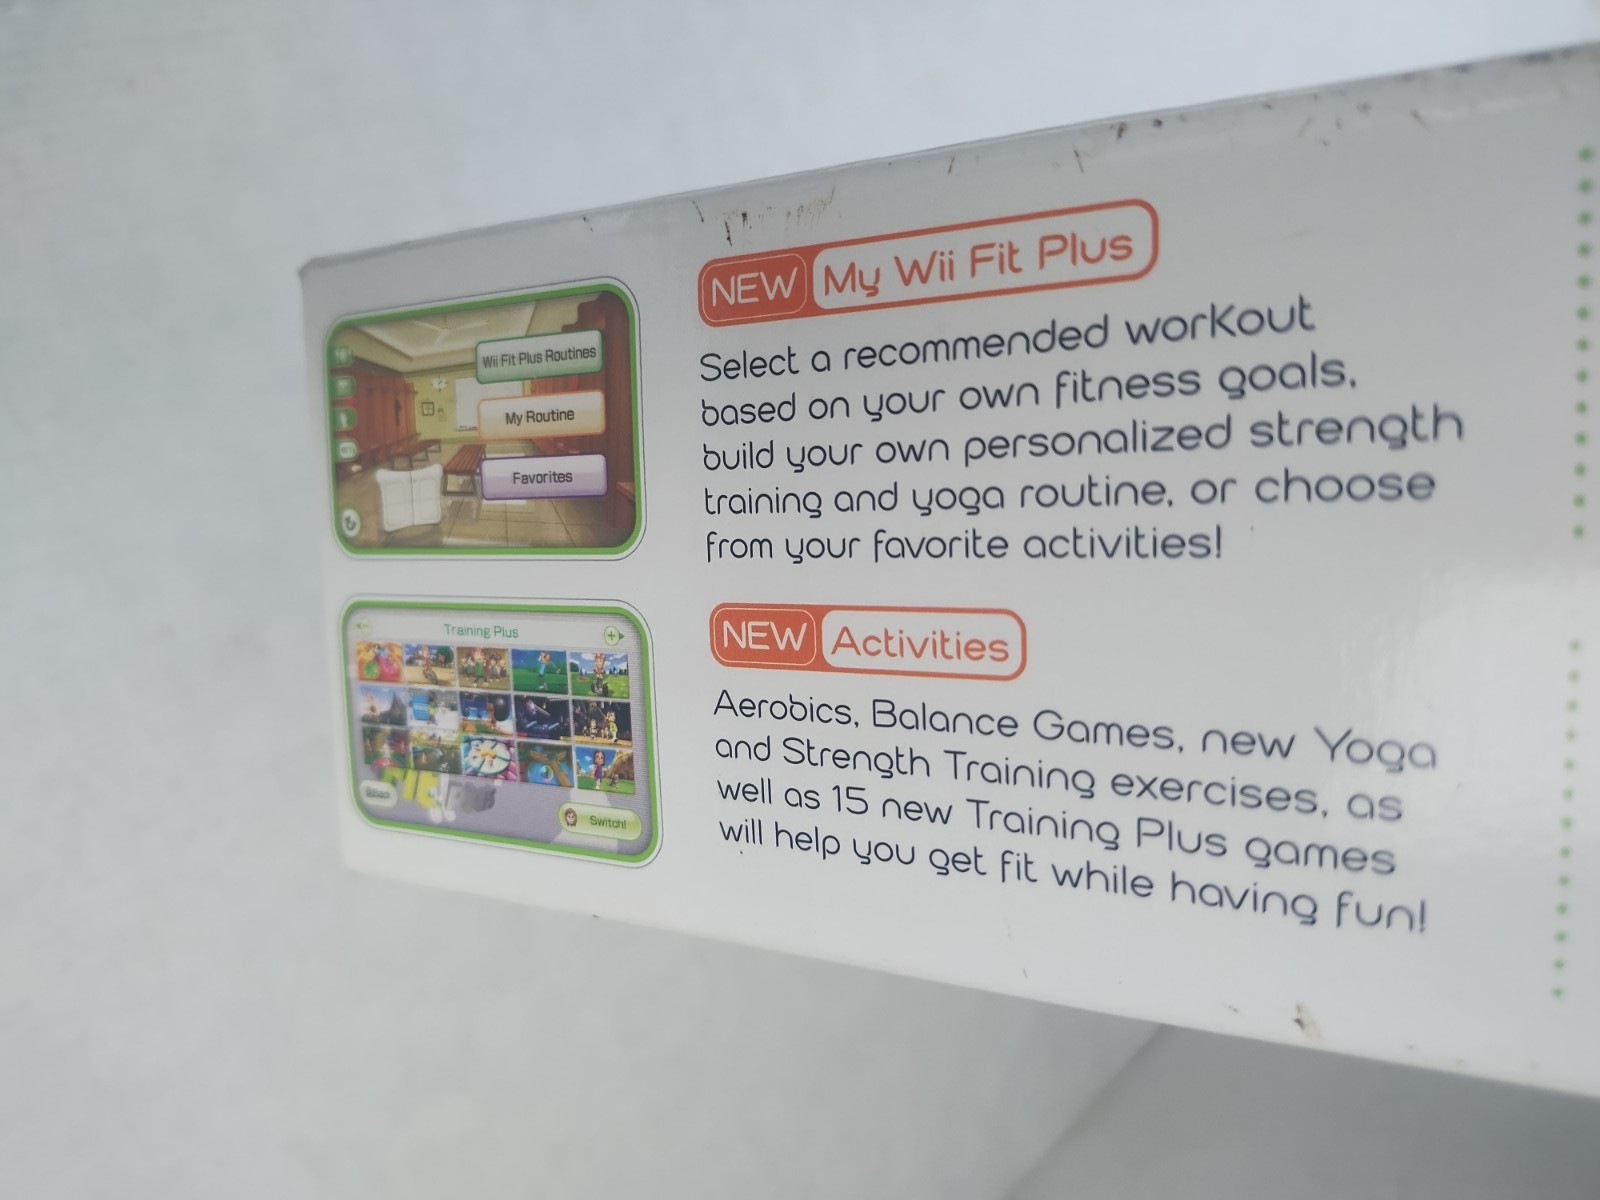 NEW My Wii Fit Plus
Select a recommended workout
based on your own fitness goals,
build your own personalized strength
training and yoga routine, or choose
from your favorite activities!
Wii Fit Plus Routines
My Routine
Favorites
NEW Activities
Aerobics, Balance Games, new Yoga
and Strength Training exercises, as
well as 15 new Training Plus games
will help you get fit while having fun!
Training Plus
Back
Switch!